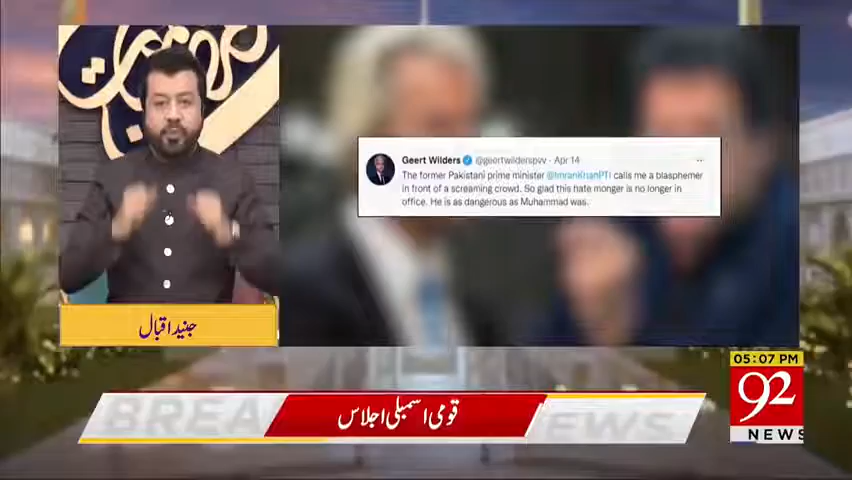 Geert Wilders @geertwilderspvv · Apr 14
The former Pakistani prime minister @ImranKhanPTI calls me a blasphemer
in front of a screaming crowd. So glad this hate monger is no longer in
office. He is as dangerous as Muhammad was.
جنید اقبال
05:07 PM
92
NEWS
قومی اسمبلی اجلاس
BREA
NEWS